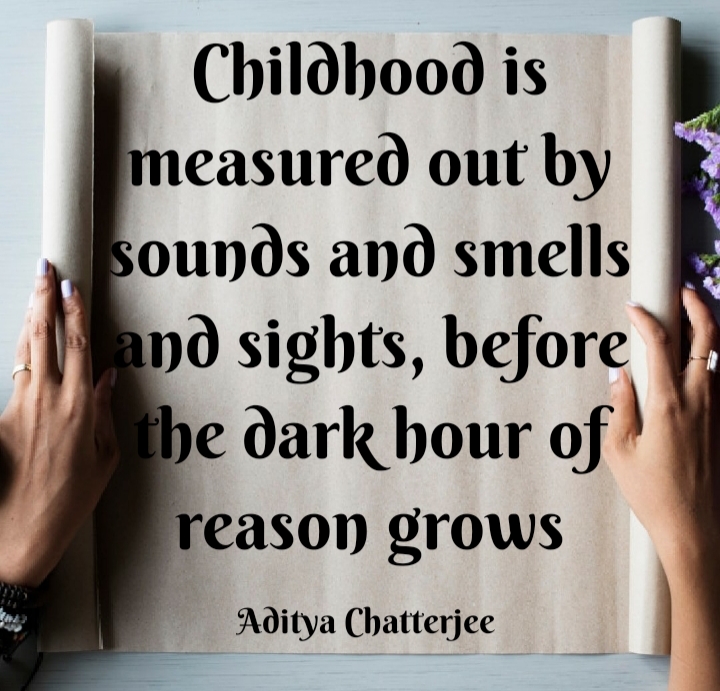 Childhood is
measured out by
sounds and smells
and sights, before
the dark hour of
reason grows
Aditya Chatterjee